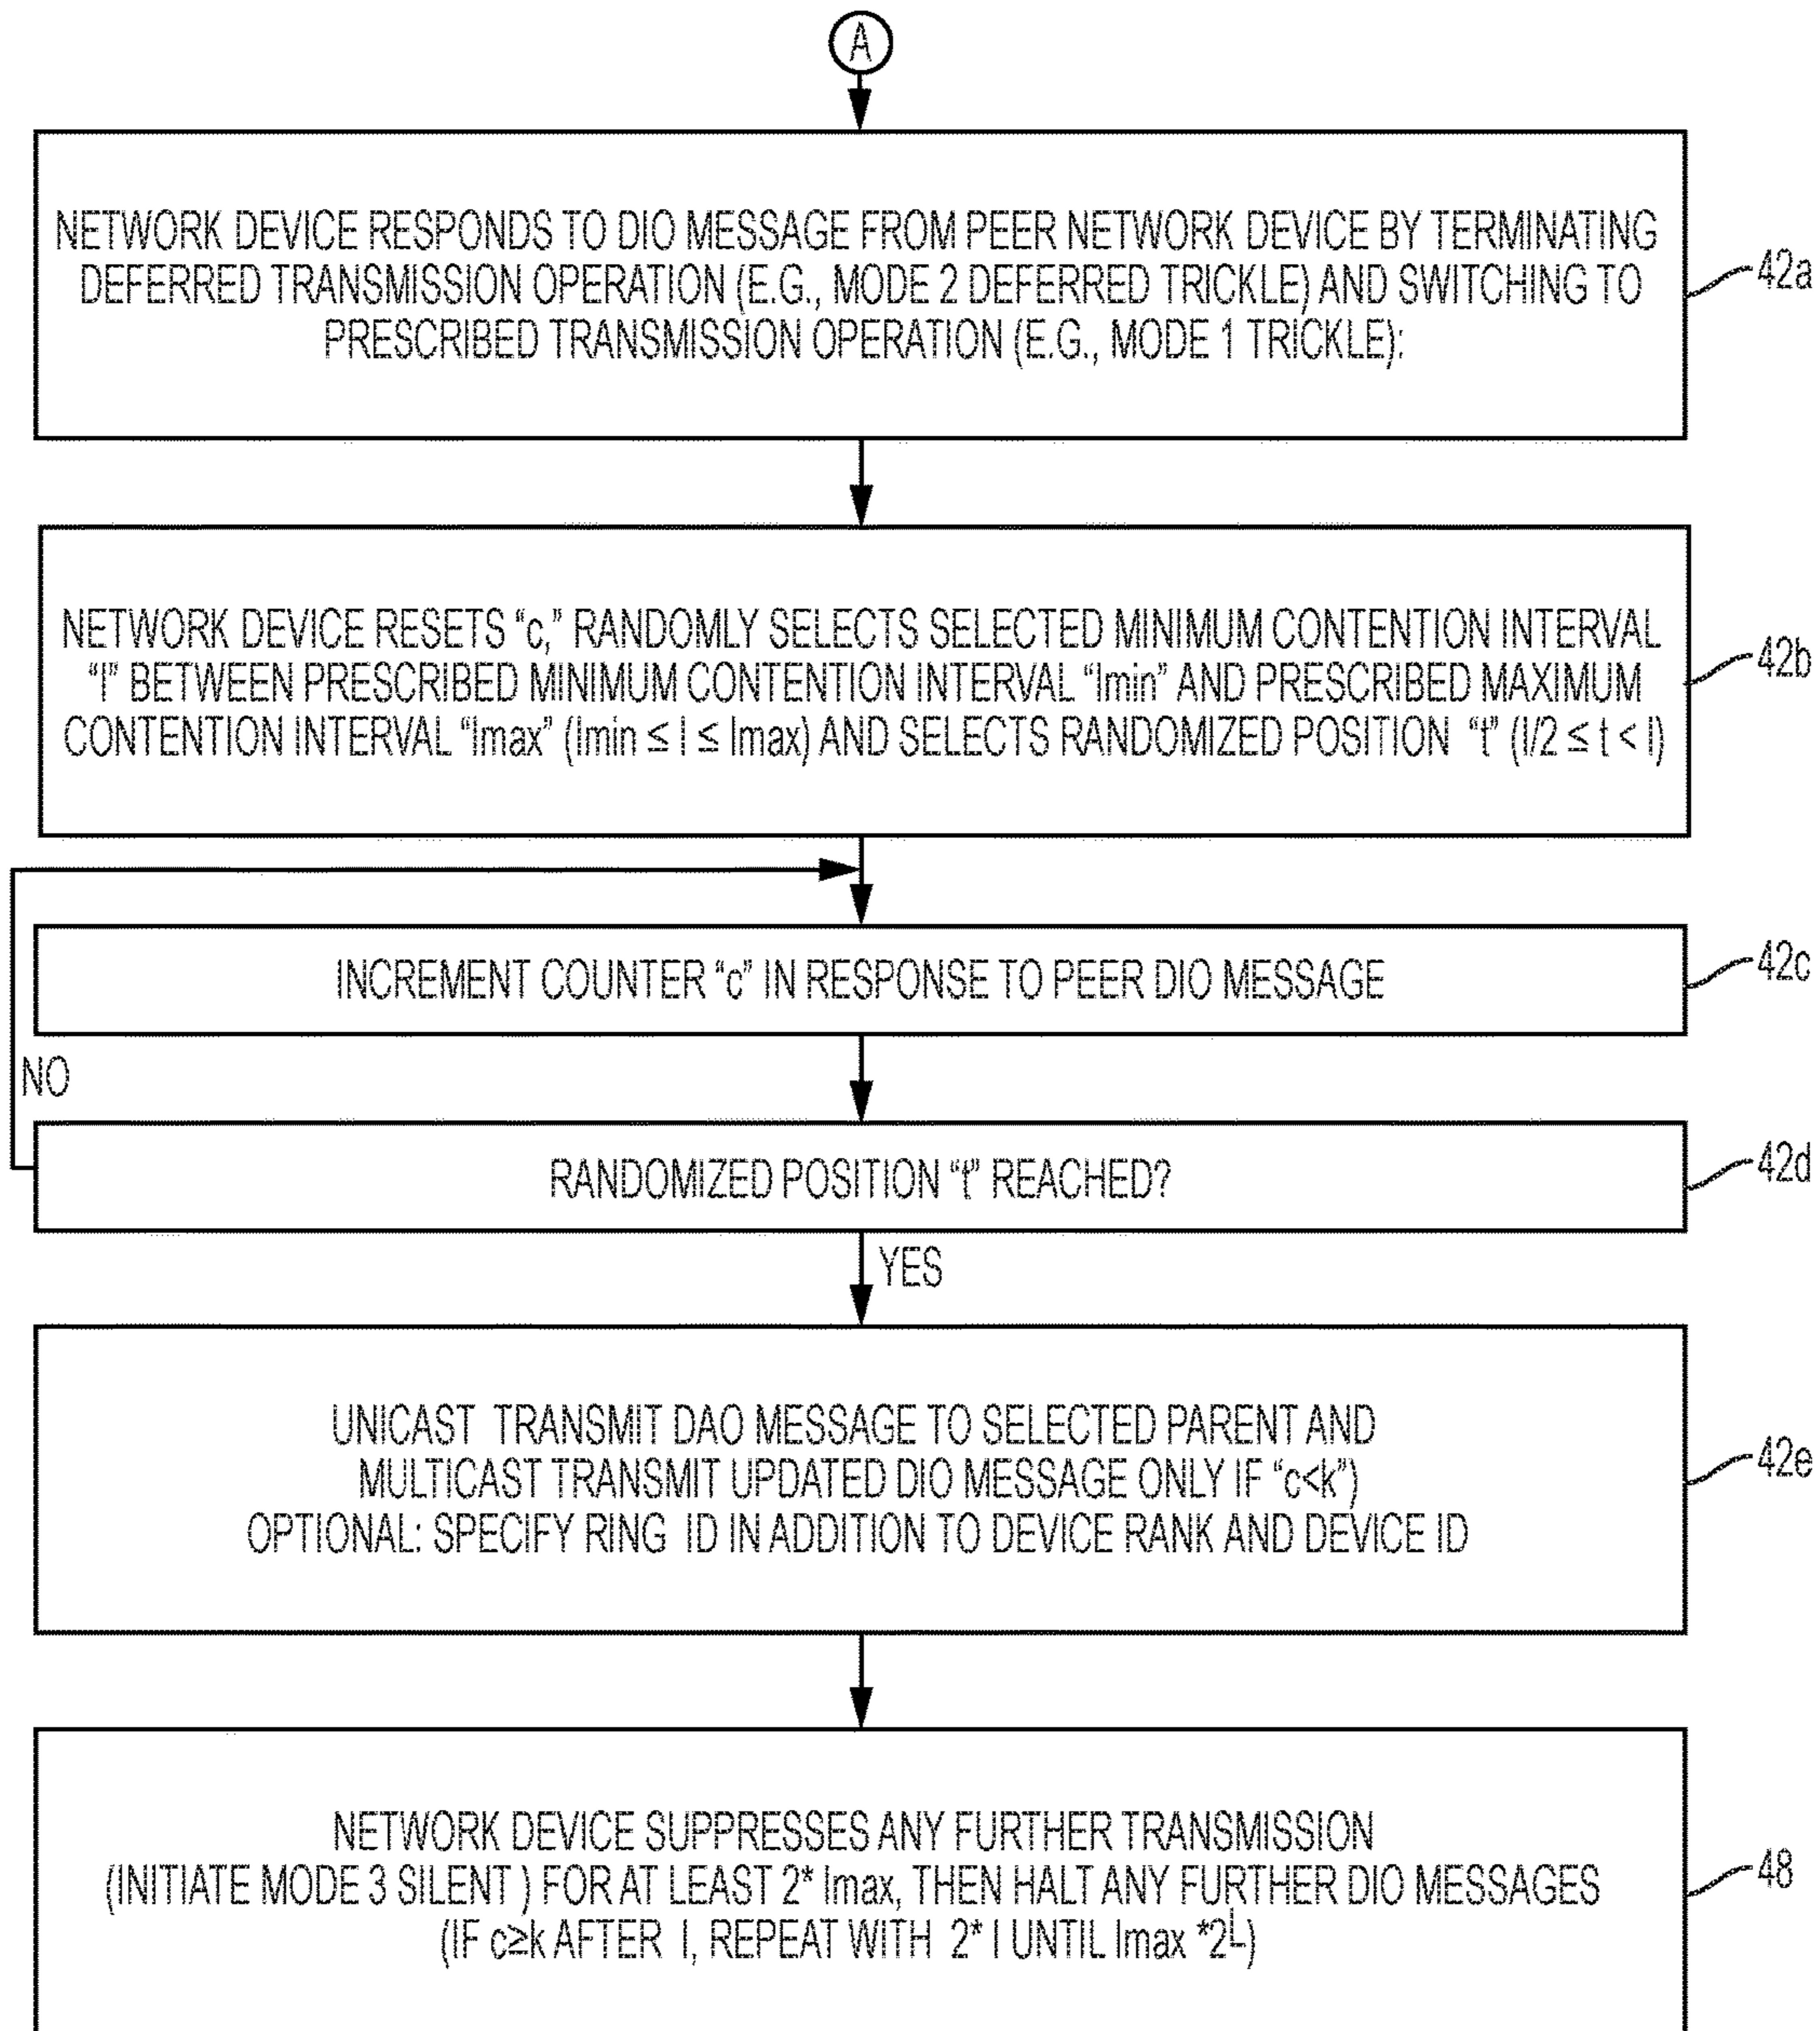 A
NETWORK DEVICE RESPONDS TO DIO MESSAGE FROM PEER NETWORK DEVICE BY TERMINATING
DEFERRED TRANSMISSION OPERATION (E.G., MODE 2 DEFERRED TRICKLE) AND SWITCHING TO
PRESCRIBED TRANSMISSION OPERATION (E.G., MODE 1 TRICKLE):
42a
NETWORK DEVICE RESETS “c,” RANDOMLY SELECTS SELECTED MINIMUM CONTENTION INTERVAL
“I” BETWEEN PRESCRIBED MINIMUM CONTENTION INTERVAL “Imin” AND PRESCRIBED MAXIMUM
CONTENTION INTERVAL “Imax” (Imin ≤ I ≤ Imax) AND SELECTS RANDOMIZED POSITION “t” (I/2 ≤ t < I)
42b
INCREMENT COUNTER “c” IN RESPONSE TO PEER DIO MESSAGE
42c
NO
RANDOMIZED POSITION “t” REACHED?
42d
YES
UNICAST TRANSMIT DAO MESSAGE TO SELECTED PARENT AND
MULTICAST TRANSMIT UPDATED DIO MESSAGE ONLY IF “c<k”)
OPTIONAL: SPECIFY RING ID IN ADDITION TO DEVICE RANK AND DEVICE ID
42e
NETWORK DEVICE SUPPRESSES ANY FURTHER TRANSMISSION
(INITIATE MODE 3 SILENT ) FOR AT LEAST 2* Imax, THEN HALT ANY FURTHER DIO MESSAGES
(IF c≥k AFTER I, REPEAT WITH 2* I UNTIL Imax *2^L)
48